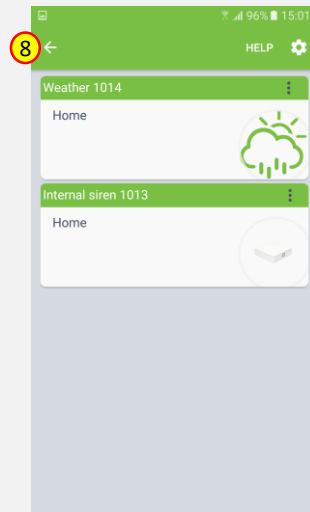 96% 15:01
8
HELP
Weather 1014
Home
Internal siren 1013
Home